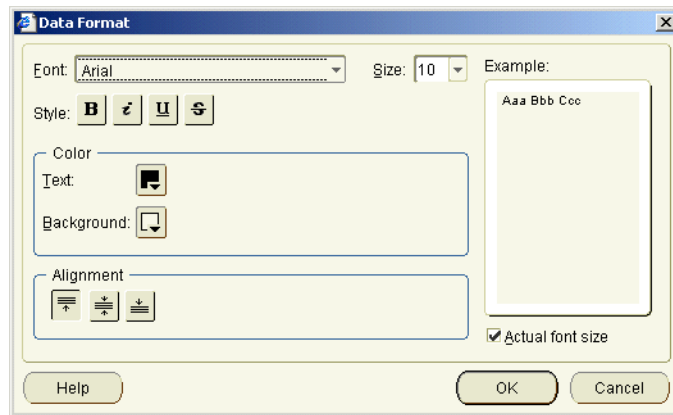 Data Format
Font: Arial Size: 10 Example:
Aaa Bbb Ccc
Style: B i U S
Color
Text:
Background:
Alignment
Actual font size
Help OK Cancel